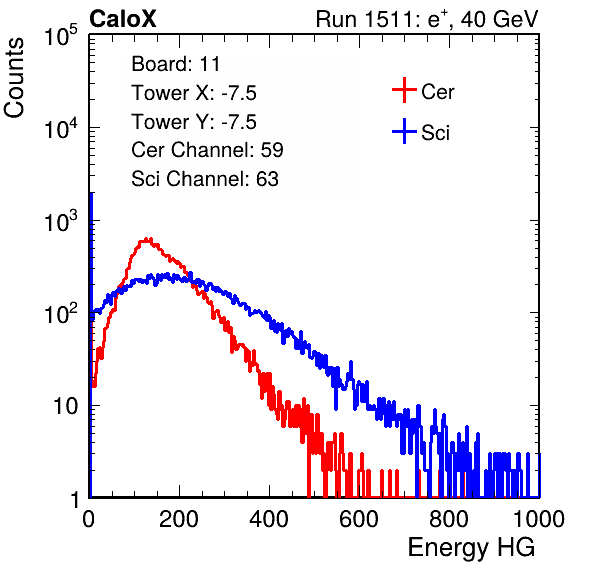 CaloX Run 1511: e⁺, 40 GeV
Counts
Board: 11
Tower X: -7.5
Tower Y: -7.5
Cer Channel: 59
Sci Channel: 63
Cer
Sci
10⁵
10⁴
10³
10²
10
1
0 200 400 600 800 1000
Energy HG